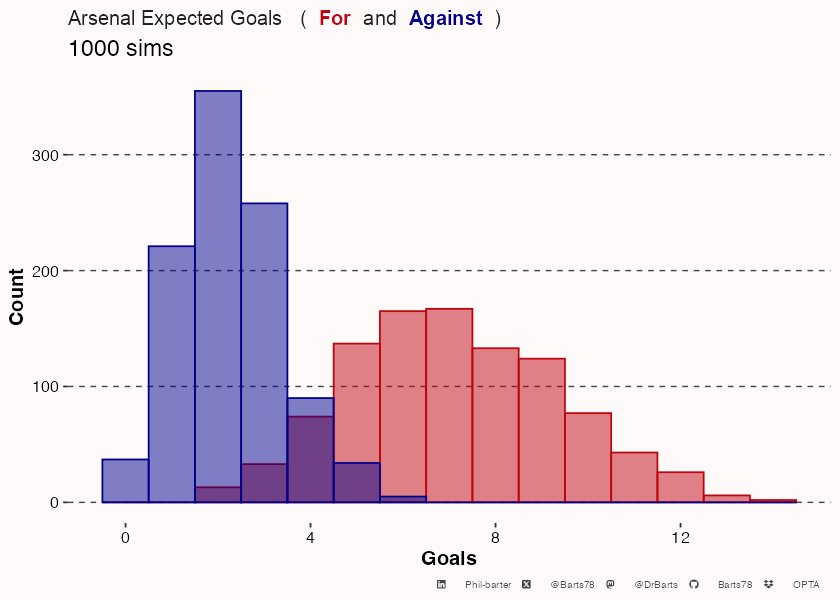 Arsenal Expected Goals ( For and Against )
1000 sims
300
200
100
0
Count
0 4 8 12
Goals
Phil-barter @Barts78 @DrBarts Barts78 OPTA